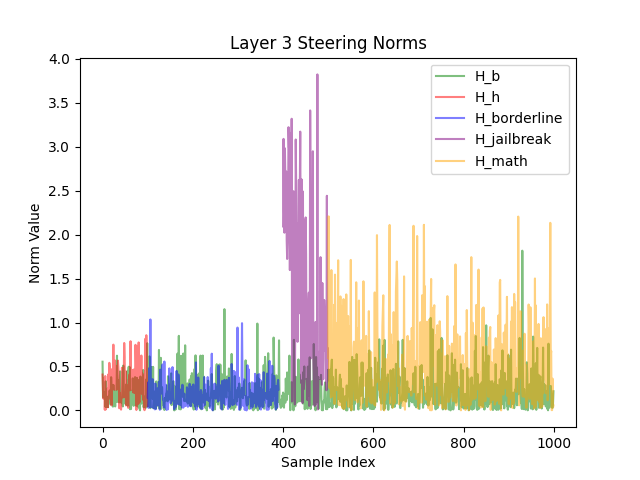 Layer 3 Steering Norms
Norm Value
4.0
3.5
3.0
2.5
2.0
1.5
1.0
0.5
0.0
H_b
H_h
H_borderline
H_jailbreak
H_math
0 200 400 600 800 1000
Sample Index